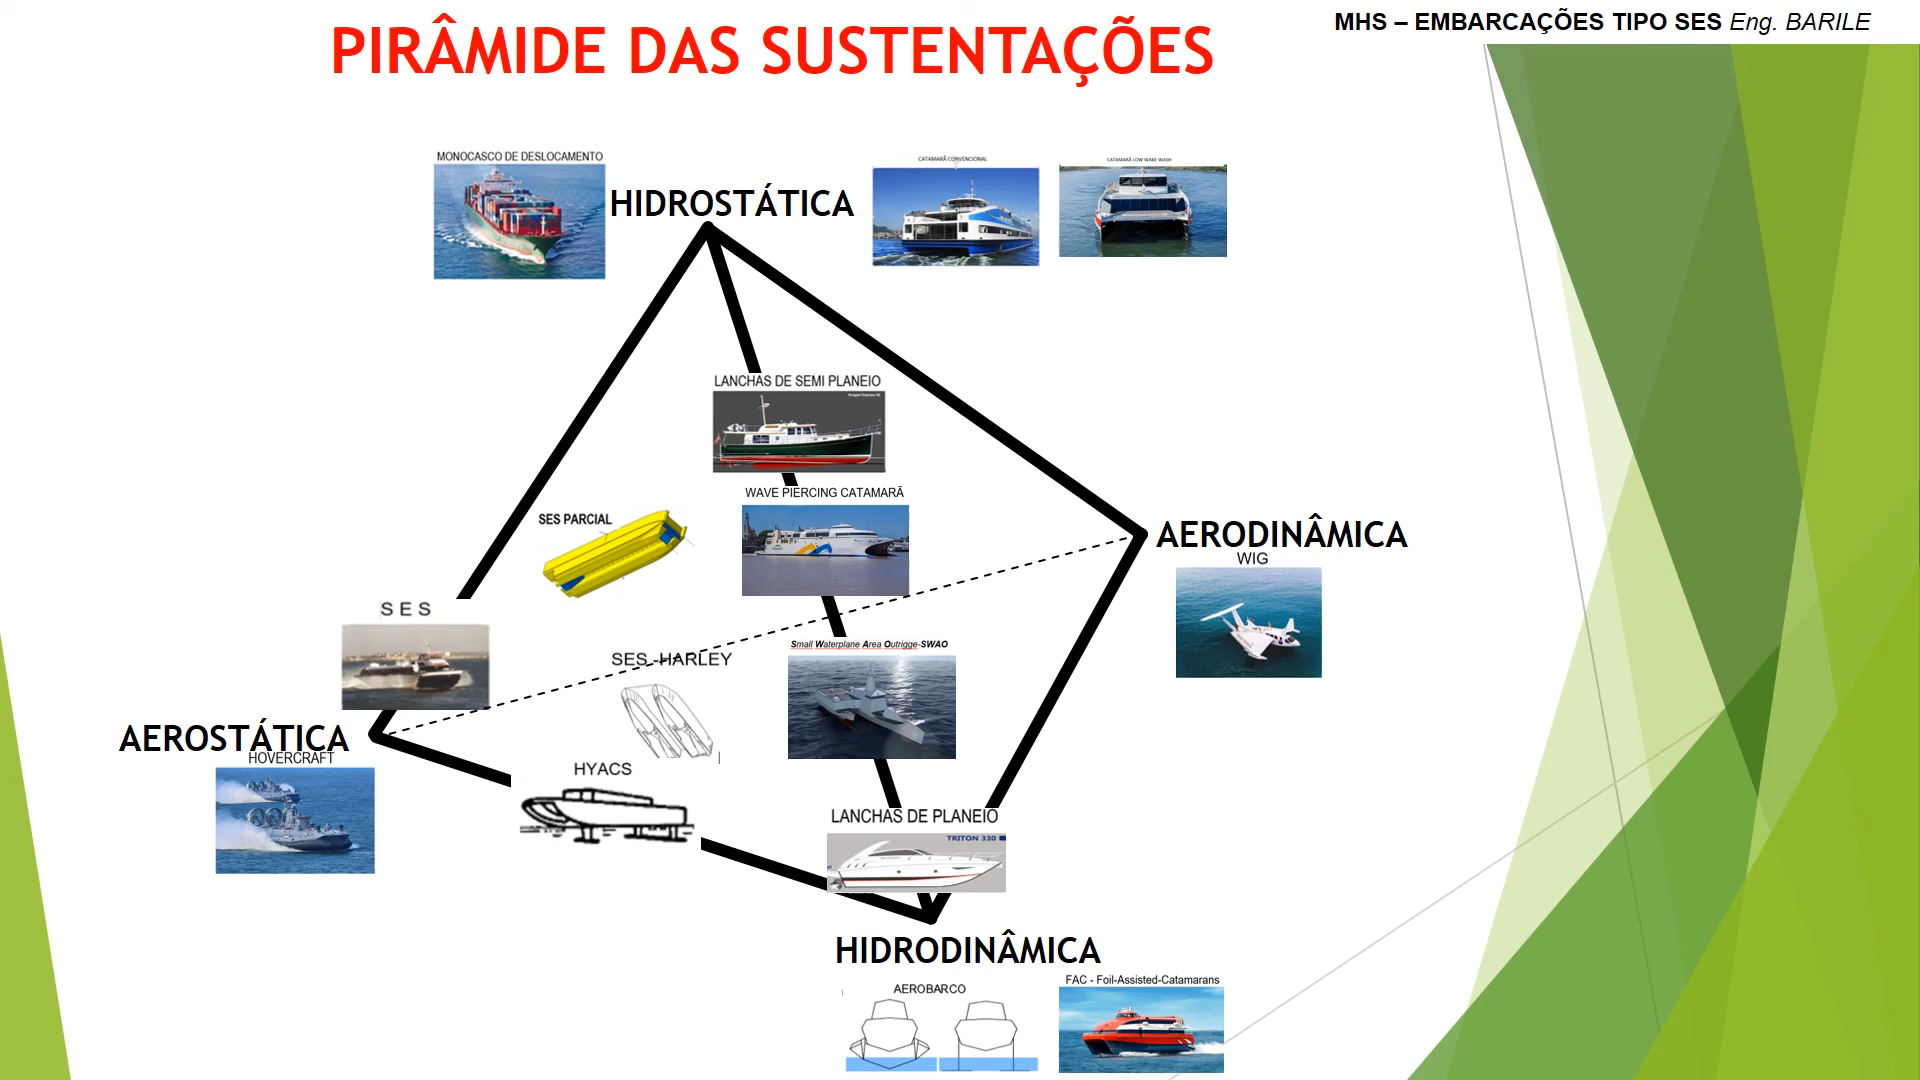 MHS – EMBARCAÇÕES TIPO SES Eng. BARILE
PIRÂMIDE DAS SUSTENTAÇÕES
MONOCASCO DE DESLOCAMENTO
CATAMARÃ CONVENCIONAL
CATAMARÃ LOW WAKE WASH
HIDROSTÁTICA
LANCHAS DE SEMI PLANEIO
WAVE PIERCING CATAMARÃ
SES PARCIAL
AERODINÂMICA
WIG
S E S
Small Waterplane Area Outrigge-SWAO
SES -HARLEY
AEROSTÁTICA
HOVERCRAFT
HYACS
LANCHAS DE PLANEIO
TRITON 330
HIDRODINÂMICA
FAC - Foil-Assisted-Catamarans
AEROBARCO